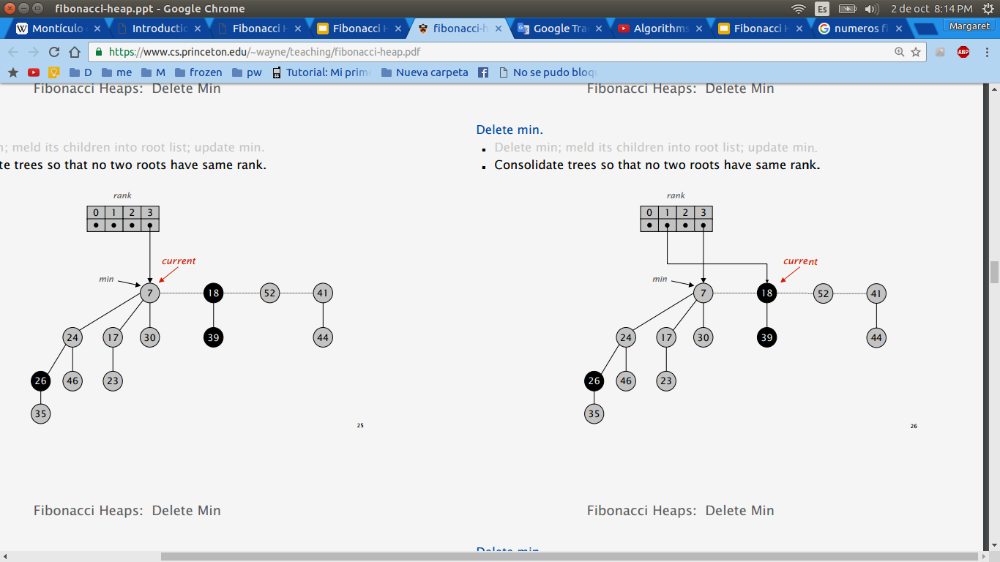 fibonacci-heap.ppt - Google Chrome
Es
2 de oct 8:14 PM
Montículo
Introductio
Fibonacci H
Fibonacci H
fibonacci-h
Google Tra
Algorithms
Fibonacci H
numeros fi
Margaret
https://www.cs.princeton.edu/~wayne/teaching/fibonacci-heap.pdf
ABP
D
me
M
frozen
pw
Tutorial: Mi prime
Nueva carpeta
No se pudo bloqu
Fibonacci Heaps: Delete Min
; meld its children into root list; update min.
te trees so that no two roots have same rank.
rank
0 1 2 3
current
min
7 18 52 41
24 17 30 39 44
26 46 23
35
25
Fibonacci Heaps: Delete Min
Delete min.
▪ Delete min; meld its children into root list; update min.
▪ Consolidate trees so that no two roots have same rank.
rank
0 1 2 3
current
min
7 18 52 41
24 17 30 39 44
26 46 23
35
26
Fibonacci Heaps: Delete Min
Fibonacci Heaps: Delete Min
Delete min.